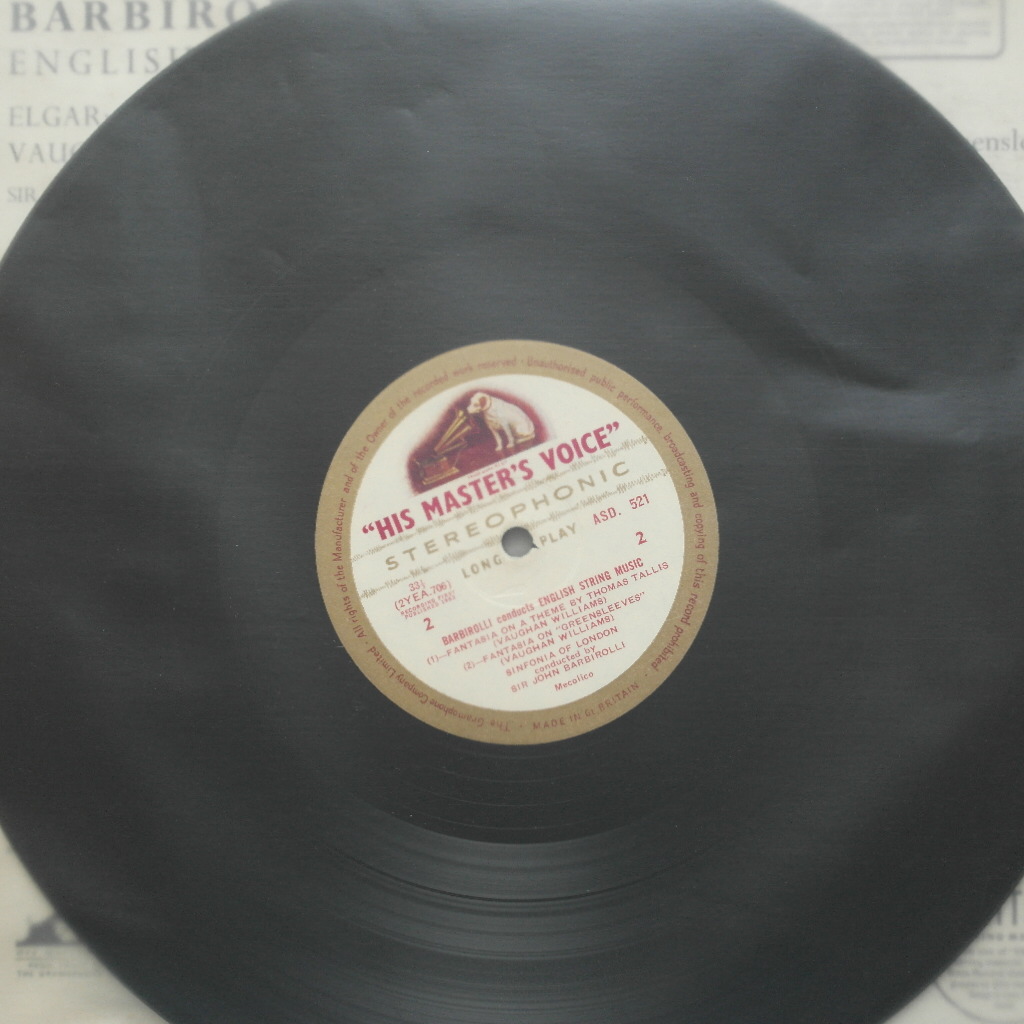 BARBIRO
ENGLIS
ELGAR
VAU
SIR
ensle
All rights of the Manufacturer and of the Owner of the recorded work reserved · Unauthorised public performance, broadcasting and copying of this record prohibited
"HIS MASTER'S VOICE"
STEREOPHONIC
LONG PLAY
ASD. 521
33⅓
(2YEA.706)
RECORDING FIRST
PUBLISHED
2
2
BARBIROLLI conducts ENGLISH STRING MUSIC
(1)—FANTASIA ON A THEME BY THOMAS TALLIS
(VAUGHAN WILLIAMS)
(2)—FANTASIA ON "GREENSLEEVES"
(VAUGHAN WILLIAMS)
SINFONIA OF LONDON
conducted by
SIR JOHN BARBIROLLI
Mecolico
The Gramophone Company Limited · MADE IN GT. BRITAIN